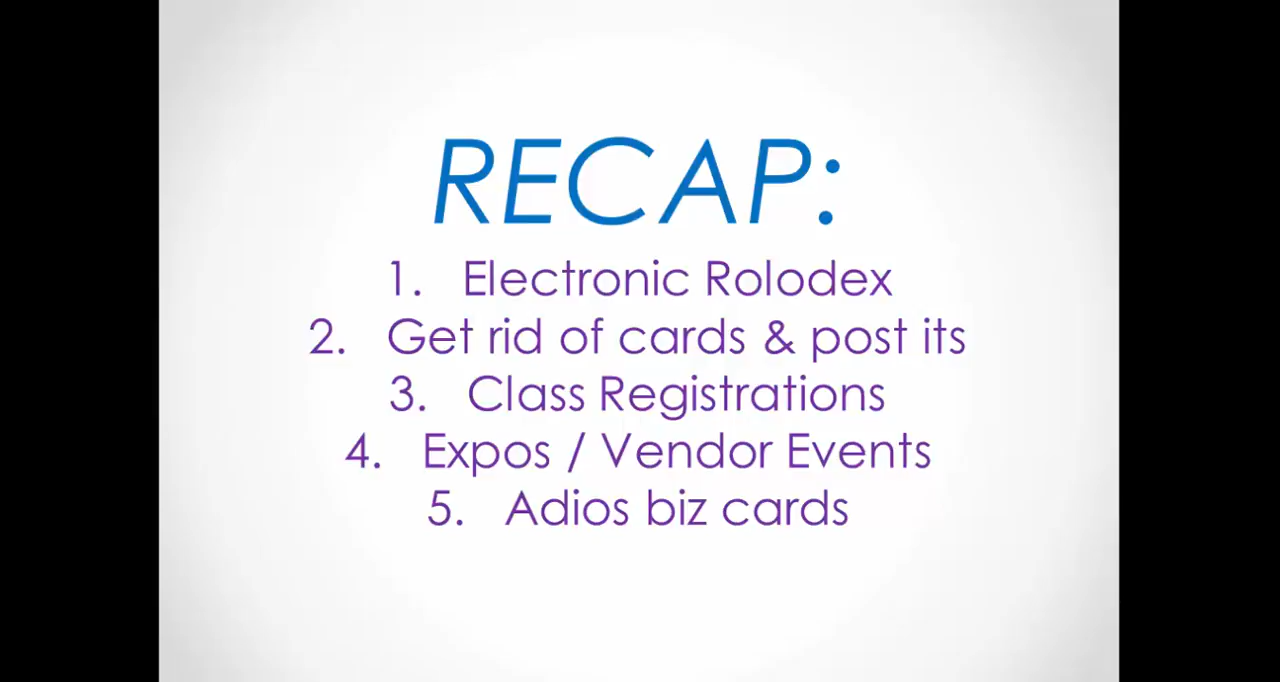 RECAP:
1. Electronic Rolodex
2. Get rid of cards & post its
3. Class Registrations
4. Expos / Vendor Events
5. Adios biz cards